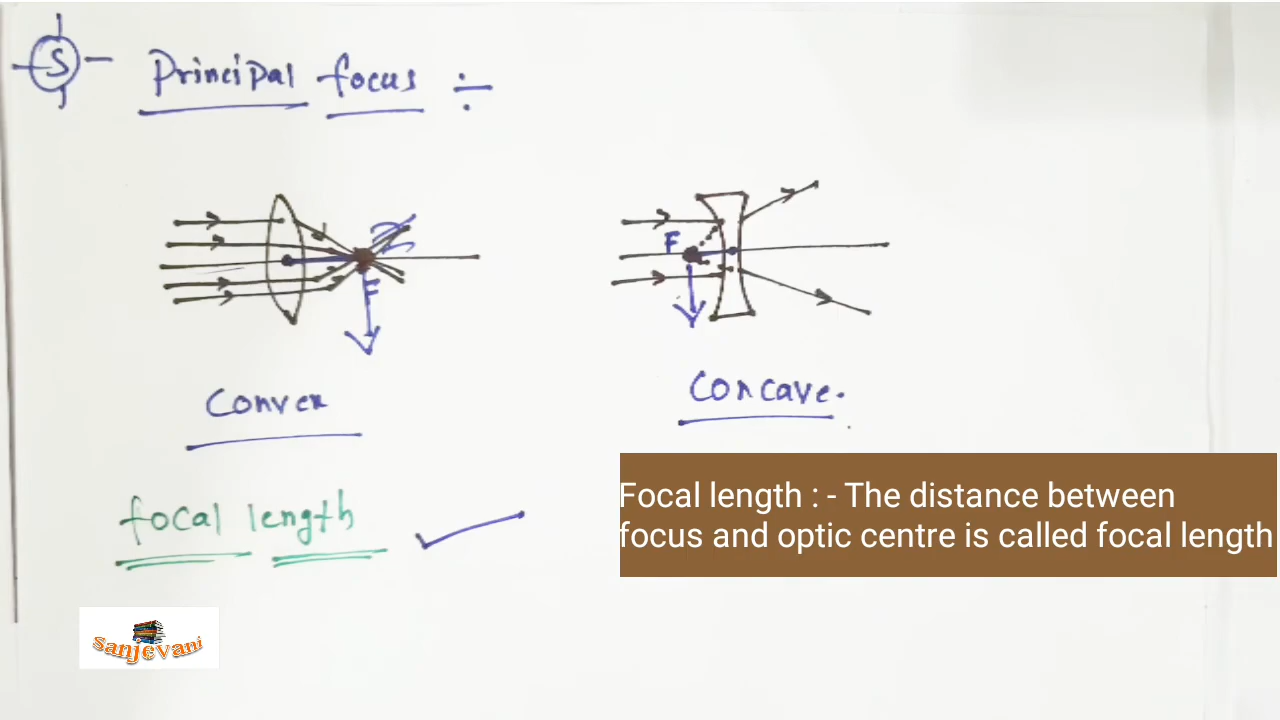 S
Principal focus ÷
F
F
Convex
Concave.
focal length
Focal length : - The distance between
focus and optic centre is called focal length
Sanjevani